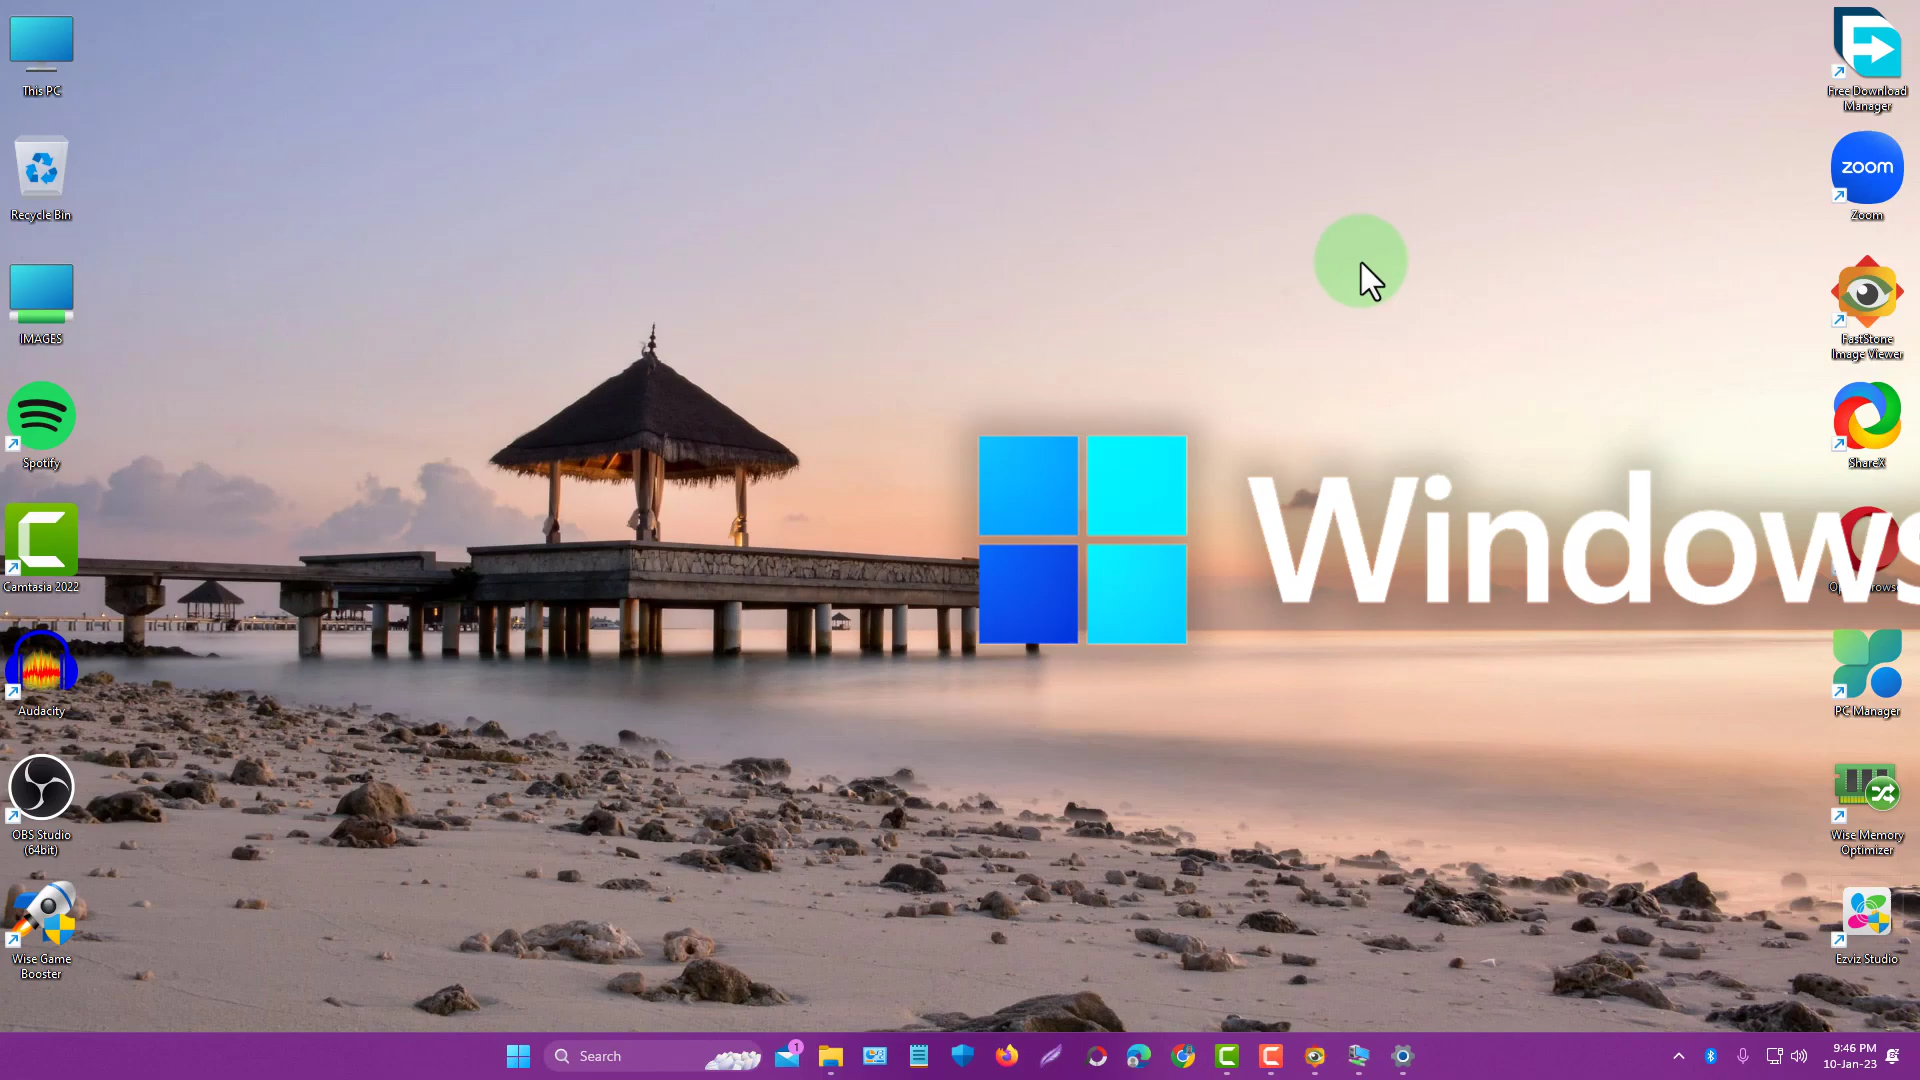 This PC
Recycle Bin
IMAGES
Spotify
Camtasia 2022
Audacity
OBS Studio
(64bit)
Wise Game
Booster
Windows
Free Download
Manager
zoom
Zoom
FastStone
Image Viewer
ShareX
PC Manager
Wise Memory
Optimizer
Ezviz Studio
Search
1
9:46 PM
10-Jan-23